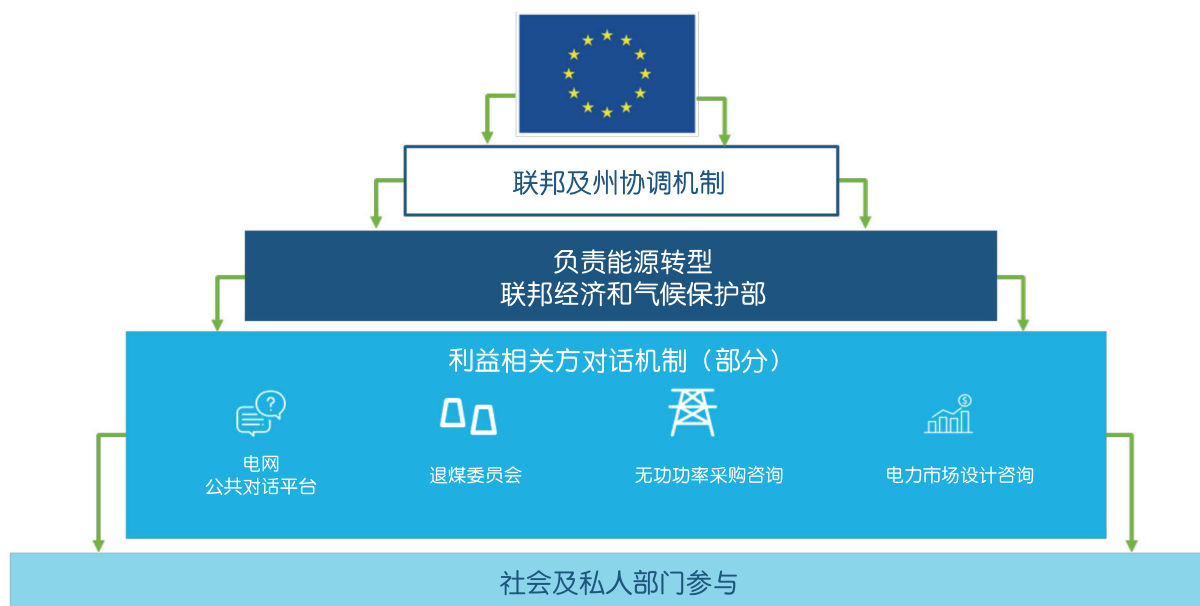 联邦及州协调机制
负责能源转型
联邦经济和气候保护部
利益相关方对话机制（部分）
?
$
电网
公共对话平台
退煤委员会
无功功率采购咨询
电力市场设计咨询
社会及私人部门参与